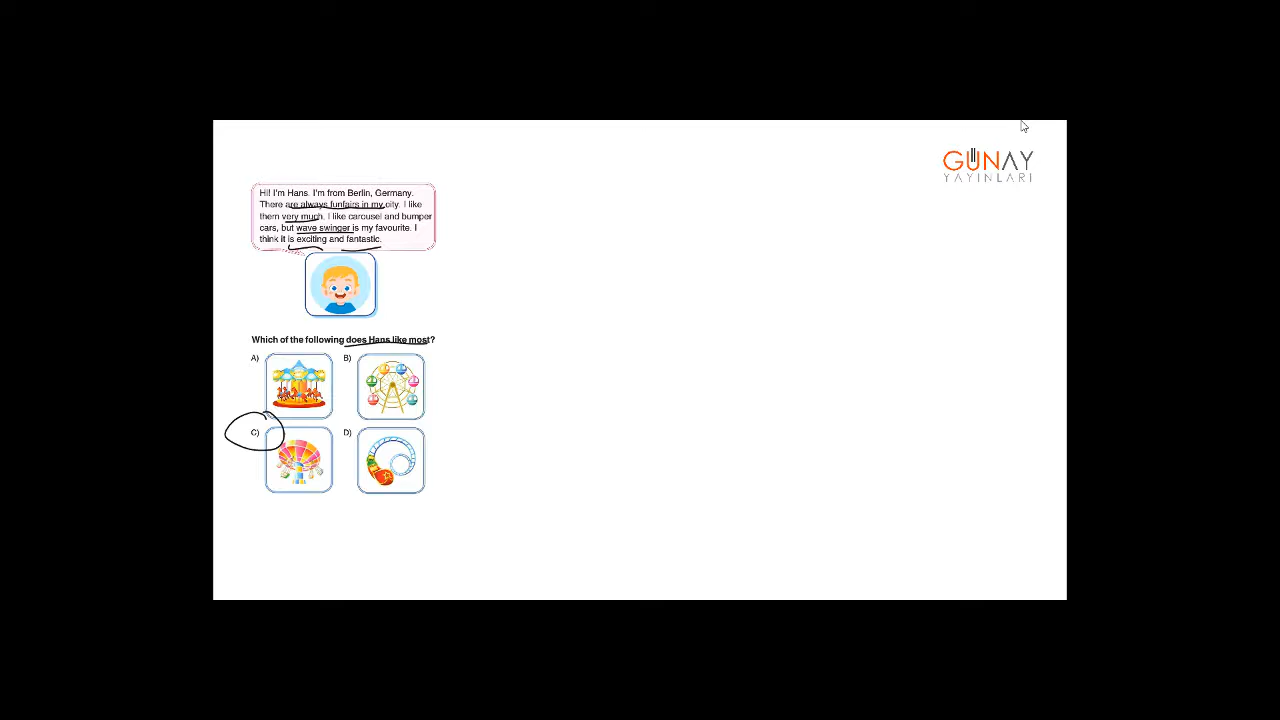 GÜNAY
YAYINLARI
Hi! I'm Hans. I'm from Berlin, Germany.
There are always funfairs in my city. I like
them very much. I like carousel and bumper
cars, but wave swinger is my favourite. I
think it is exciting and fantastic.
Which of the following does Hans like most?
A)
B)
C)
D)